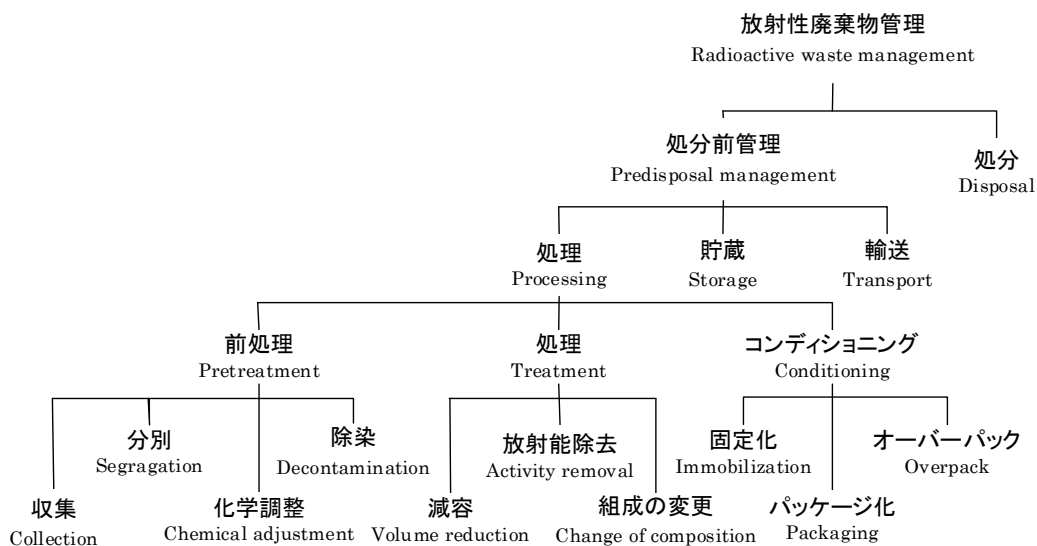 放射性廃棄物管理
Radioactive waste management
処分前管理
Predisposal management
処分
Disposal
処理
Processing
貯蔵
Storage
輸送
Transport
前処理
Pretreatment
処理
Treatment
コンディショニング
Conditioning
収集
Collection
分別
Segragation
化学調整
Chemical adjustment
除染
Decontamination
減容
Volume reduction
放射能除去
Activity removal
組成の変更
Change of composition
固定化
Immobilization
パッケージ化
Packaging
オーバーパック
Overpack